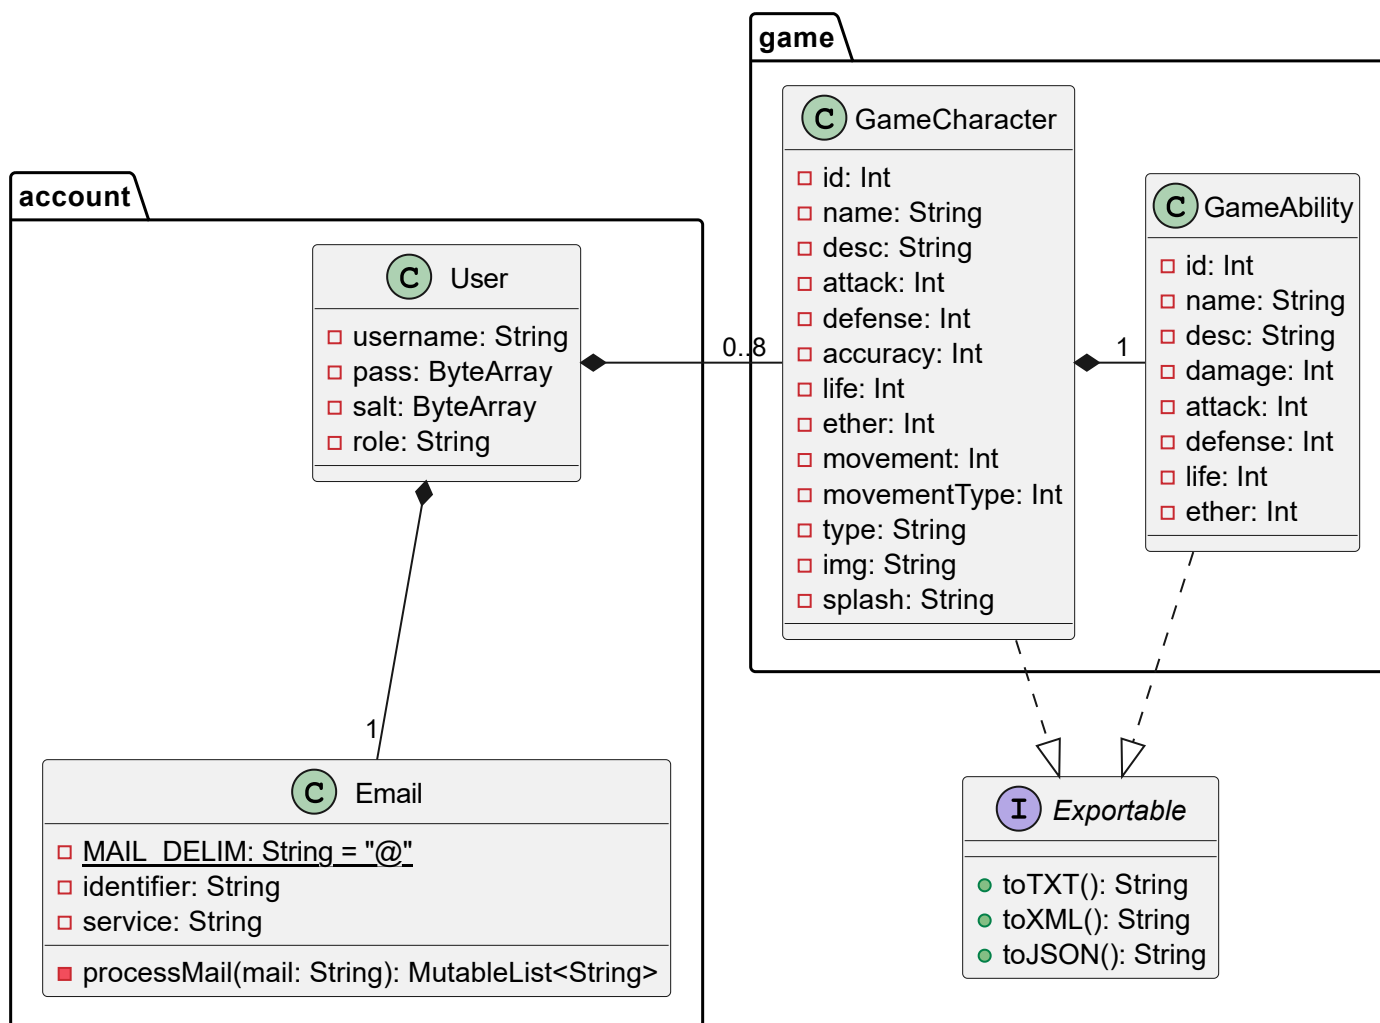 game
C GameCharacter
id: Int
name: String
desc: String
attack: Int
defense: Int
accuracy: Int
life: Int
ether: Int
movement: Int
movementType: Int
type: String
img: String
splash: String
1
C GameAbility
id: Int
name: String
desc: String
damage: Int
attack: Int
defense: Int
life: Int
ether: Int
account
C User
username: String
pass: ByteArray
salt: ByteArray
role: String
0..8
1
C Email
MAIL_DELIM: String = "@"
identifier: String
service: String
processMail(mail: String): MutableList<String>
I Exportable
toTXT(): String
toXML(): String
toJSON(): String